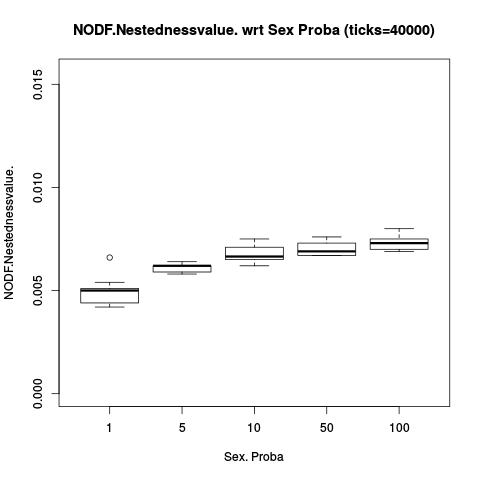 NODF.Nestednessvalue. wrt Sex Proba (ticks=40000)
NODF.Nestednessvalue.
0.015
0.010
0.005
0.000
1 5 10 50 100
Sex. Proba